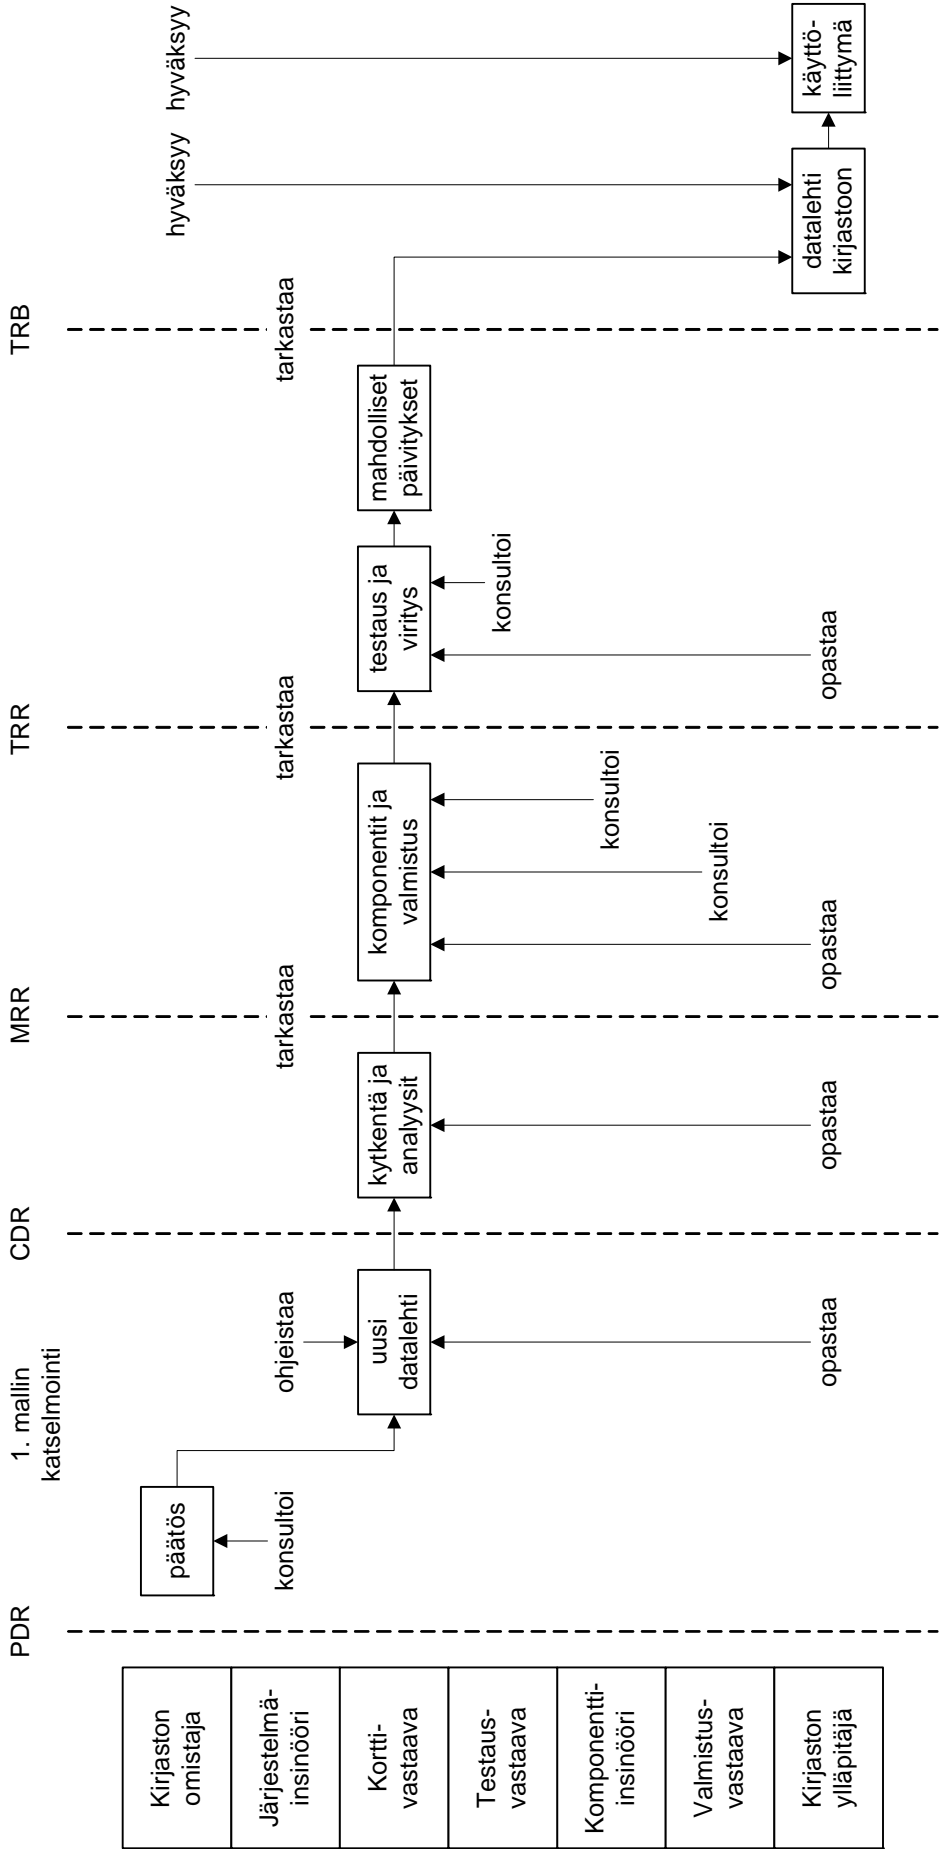 PDR
1. mallin
katselmointi
CDR
MRR
TRR
TRB
Kirjaston
omistaja
päätös
hyväksyy
hyväksyy
Järjestelmä-
insinööri
konsultoi
ohjeistaa
tarkastaa
tarkastaa
tarkastaa
Kortti-
vastaava
uusi
datalehti
kytkentä ja
analyysit
komponentit ja
valmistus
testaus ja
viritys
mahdolliset
päivitykset
Testaus-
vastaava
konsultoi
Komponentti-
insinööri
konsultoi
Valmistus-
vastaava
konsultoi
Kirjaston
ylläpitäjä
opastaa
opastaa
opastaa
opastaa
datalehti
kirjastoon
käyttö-
liittymä